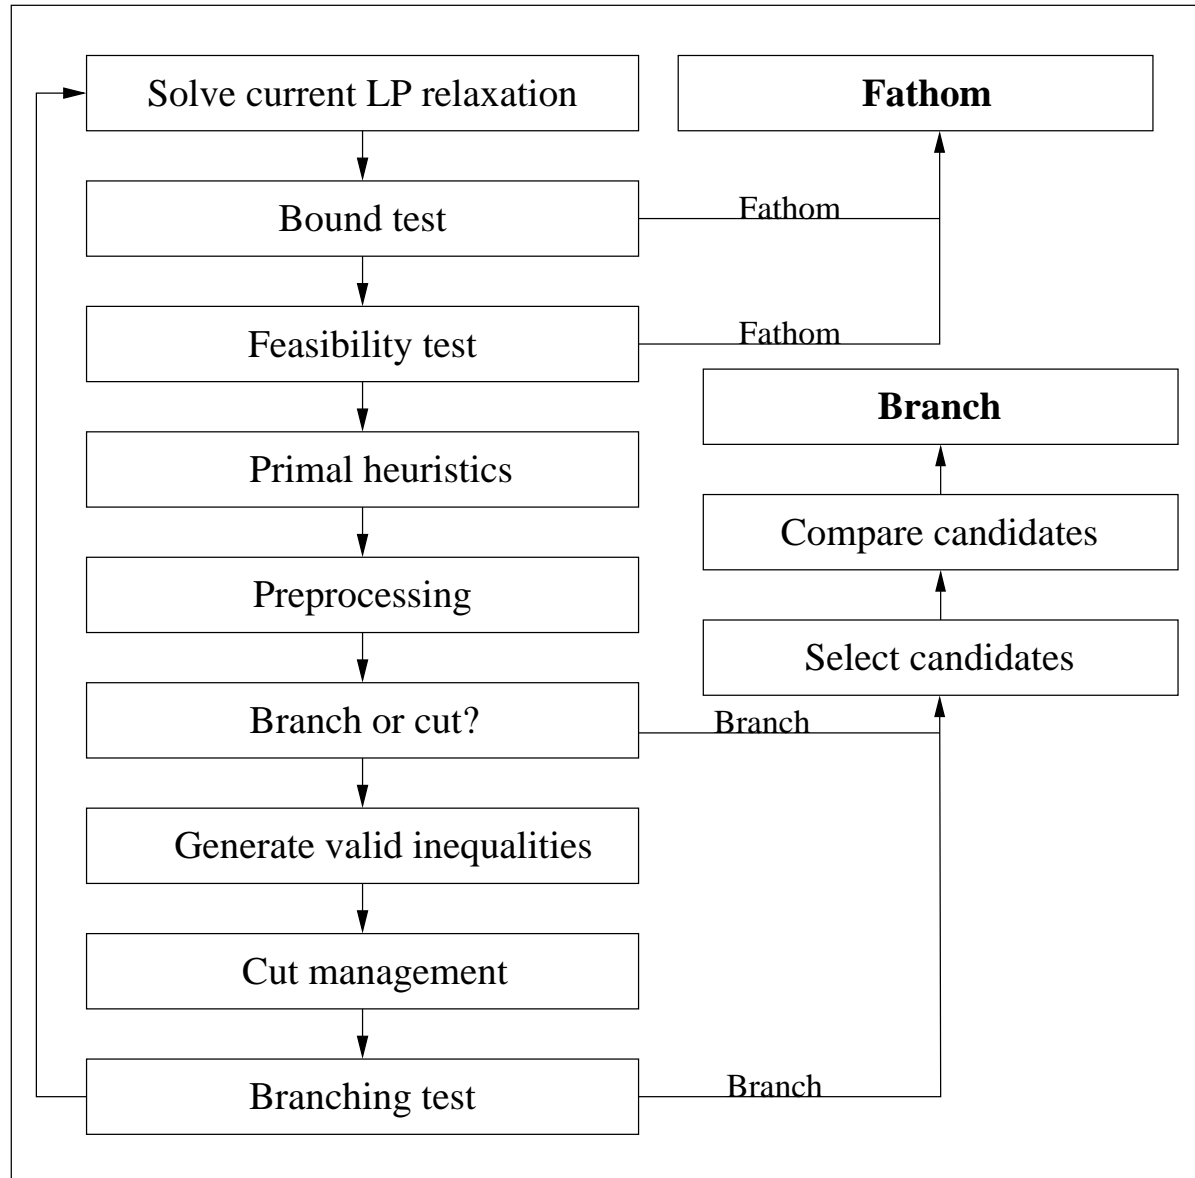 Solve current LP relaxation
Fathom
Bound test
Fathom
Feasibility test
Fathom
Branch
Primal heuristics
Compare candidates
Preprocessing
Select candidates
Branch or cut?
Branch
Generate valid inequalities
Cut management
Branching test
Branch